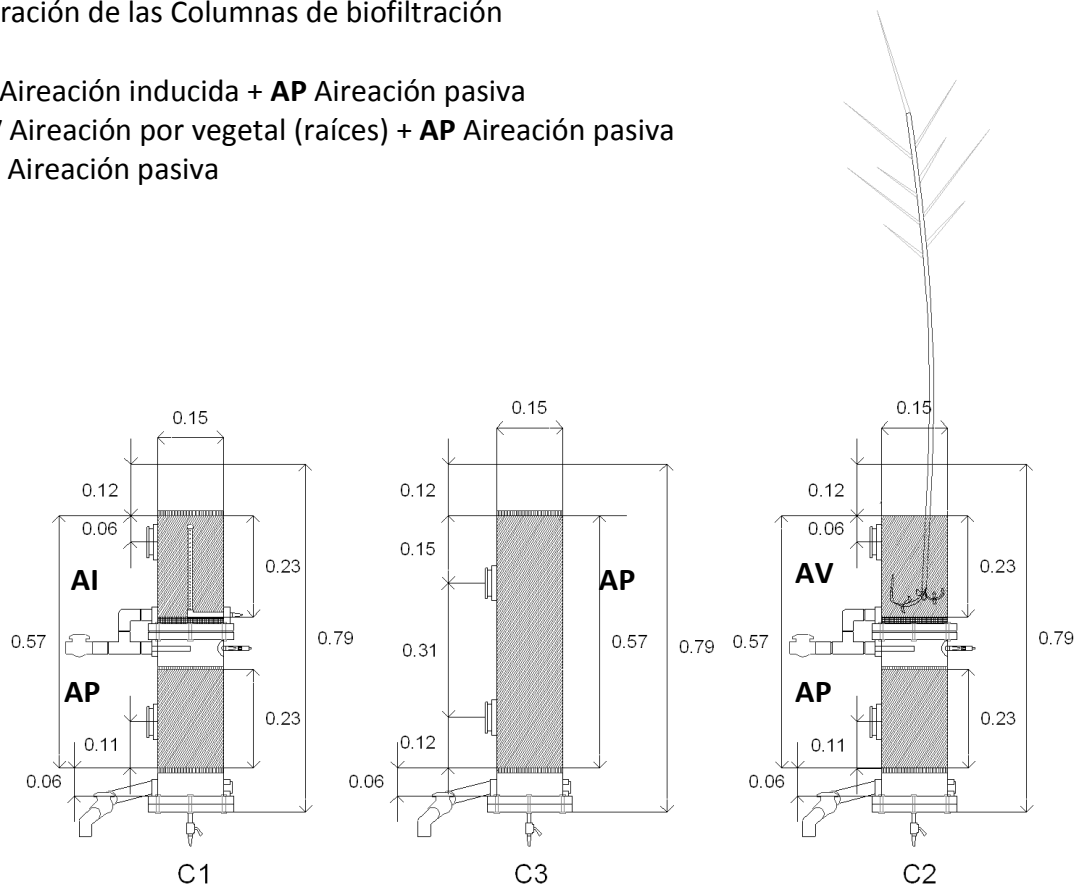 ración de las Columnas de biofiltración
Aireación inducida + AP Aireación pasiva
Aireación por vegetal (raíces) + AP Aireación pasiva
Aireación pasiva
0.15
0.12
0.06
AI
0.23
0.57
0.79
AP
0.23
0.11
0.06
C1
0.15
0.12
0.15
AP
0.31
0.57
0.79
0.12
0.06
C3
0.15
0.12
0.06
AV
0.23
0.57
0.79
AP
0.23
0.11
0.06
C2